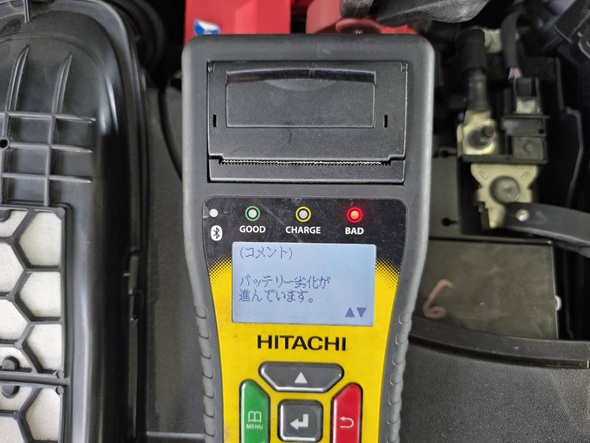 GOOD CHARGE BAD
(コメント)
バッテリー劣化が
進んでいます。
▲▼
HITACHI
MENU
6